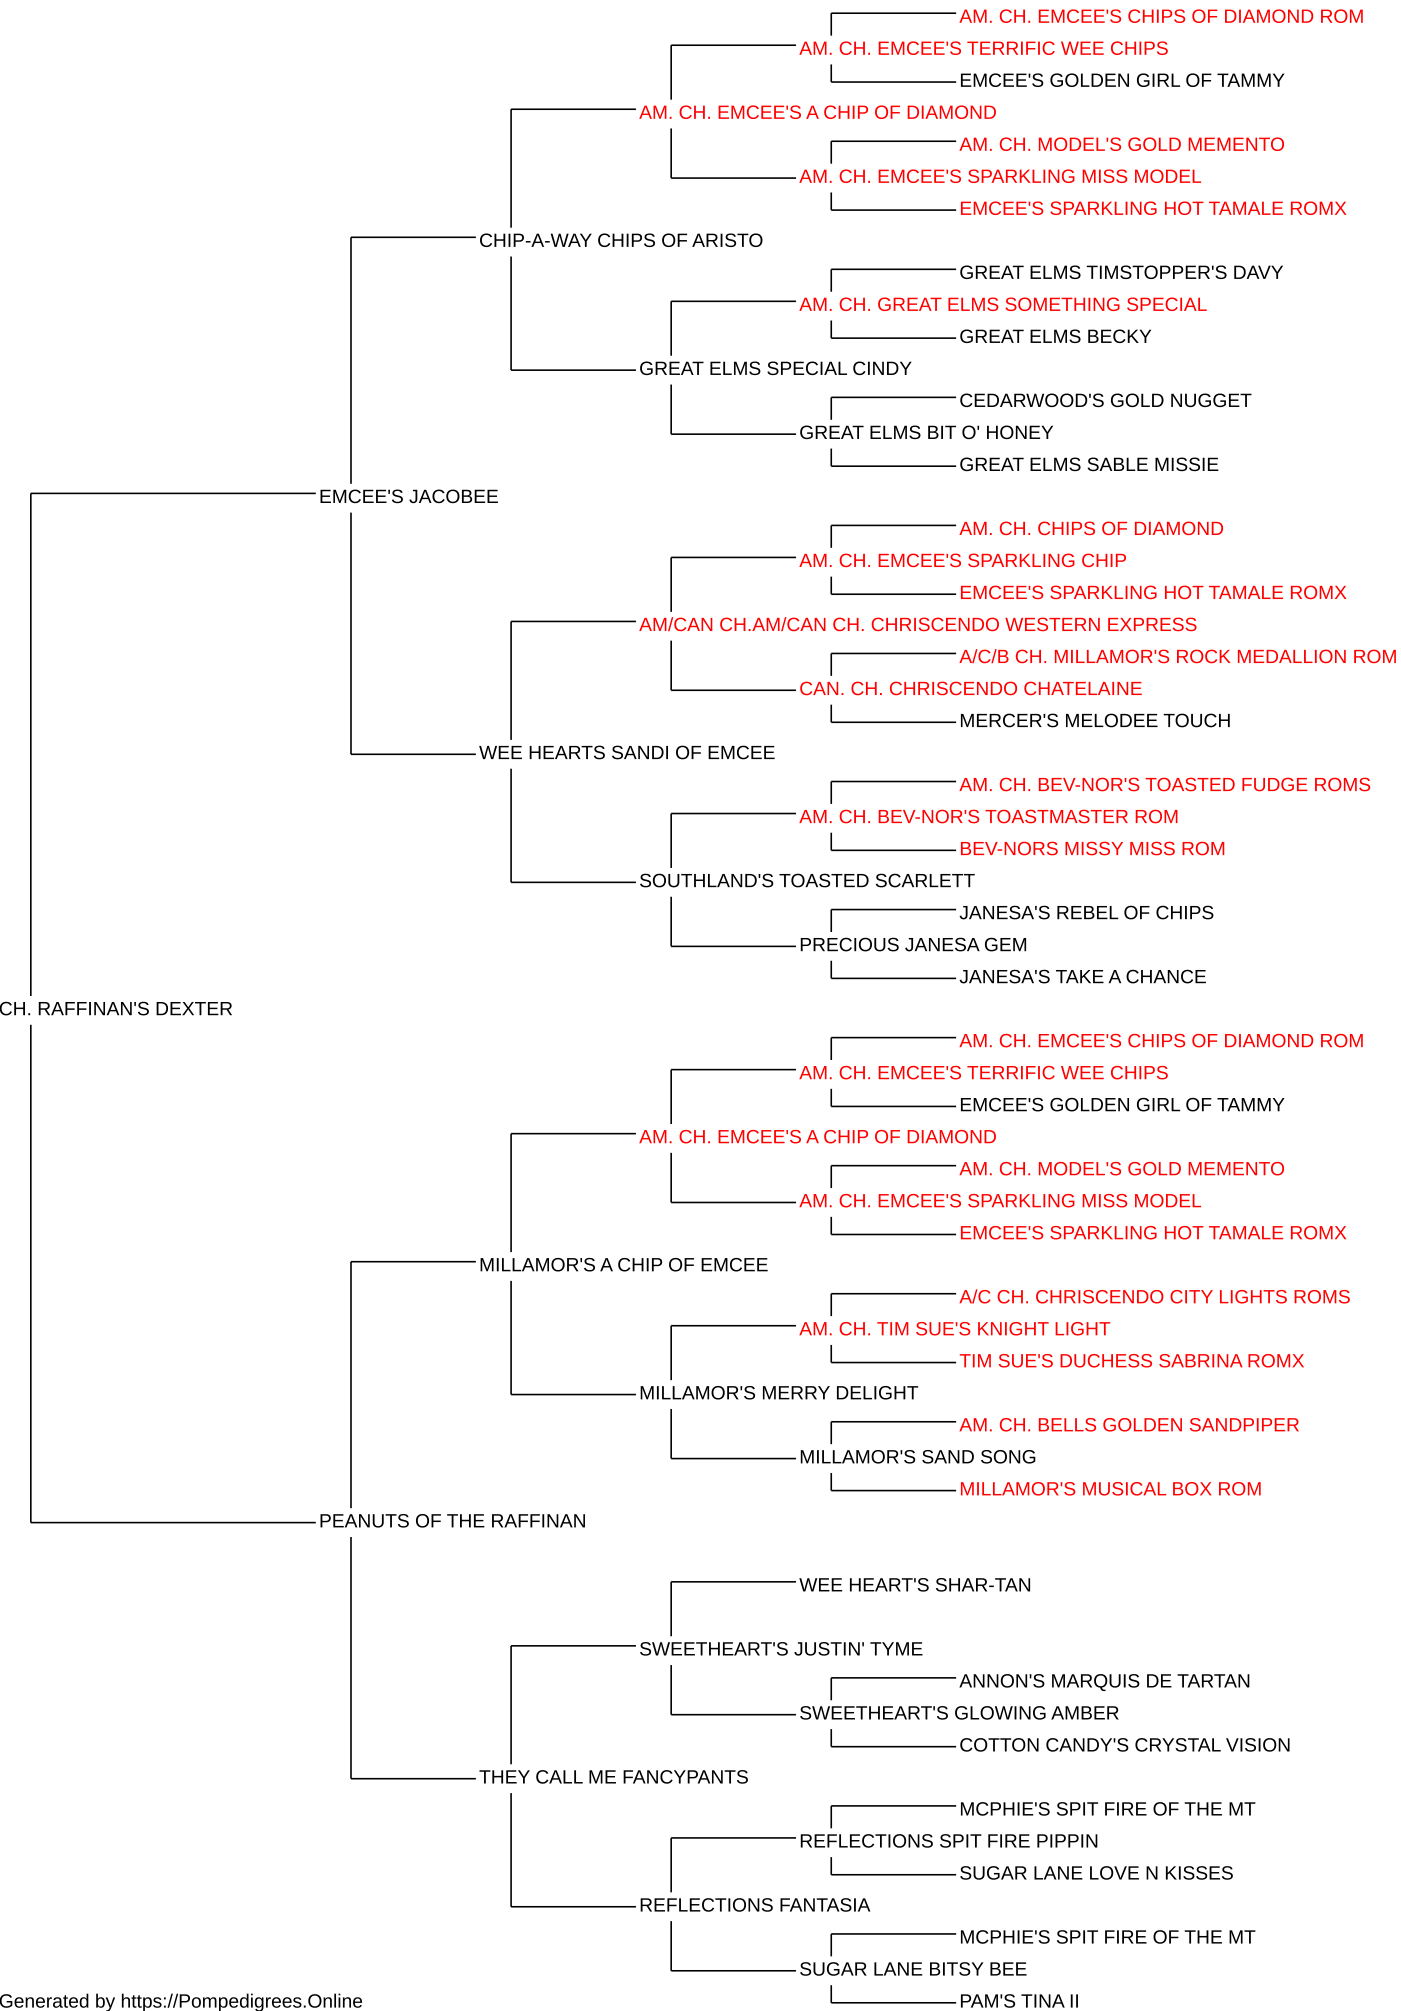 AM. CH. EMCEE'S CHIPS OF DIAMOND ROM
AM. CH. EMCEE'S TERRIFIC WEE CHIPS
EMCEE'S GOLDEN GIRL OF TAMMY
AM. CH. EMCEE'S A CHIP OF DIAMOND
AM. CH. MODEL'S GOLD MEMENTO
AM. CH. EMCEE'S SPARKLING MISS MODEL
EMCEE'S SPARKLING HOT TAMALE ROMX
CHIP-A-WAY CHIPS OF ARISTO
GREAT ELMS TIMSTOPPER'S DAVY
AM. CH. GREAT ELMS SOMETHING SPECIAL
GREAT ELMS BECKY
GREAT ELMS SPECIAL CINDY
CEDARWOOD'S GOLD NUGGET
GREAT ELMS BIT O' HONEY
GREAT ELMS SABLE MISSIE
EMCEE'S JACOBEE
AM. CH. CHIPS OF DIAMOND
AM. CH. EMCEE'S SPARKLING CHIP
EMCEE'S SPARKLING HOT TAMALE ROMX
AM/CAN CH.AM/CAN CH. CHRISCENDO WESTERN EXPRESS
A/C/B CH. MILLAMOR'S ROCK MEDALLION ROM
CAN. CH. CHRISCENDO CHATELAINE
MERCER'S MELODEE TOUCH
WEE HEARTS SANDI OF EMCEE
AM. CH. BEV-NOR'S TOASTED FUDGE ROMS
AM. CH. BEV-NOR'S TOASTMASTER ROM
BEV-NORS MISSY MISS ROM
SOUTHLAND'S TOASTED SCARLETT
JANESA'S REBEL OF CHIPS
PRECIOUS JANESA GEM
JANESA'S TAKE A CHANCE
CH. RAFFINAN'S DEXTER
AM. CH. EMCEE'S CHIPS OF DIAMOND ROM
AM. CH. EMCEE'S TERRIFIC WEE CHIPS
EMCEE'S GOLDEN GIRL OF TAMMY
AM. CH. EMCEE'S A CHIP OF DIAMOND
AM. CH. MODEL'S GOLD MEMENTO
AM. CH. EMCEE'S SPARKLING MISS MODEL
EMCEE'S SPARKLING HOT TAMALE ROMX
MILLAMOR'S A CHIP OF EMCEE
A/C CH. CHRISCENDO CITY LIGHTS ROMS
AM. CH. TIM SUE'S KNIGHT LIGHT
TIM SUE'S DUCHESS SABRINA ROMX
MILLAMOR'S MERRY DELIGHT
AM. CH. BELLS GOLDEN SANDPIPER
MILLAMOR'S SAND SONG
MILLAMOR'S MUSICAL BOX ROM
PEANUTS OF THE RAFFINAN
WEE HEART'S SHAR-TAN
SWEETHEART'S JUSTIN' TYME
ANNON'S MARQUIS DE TARTAN
SWEETHEART'S GLOWING AMBER
COTTON CANDY'S CRYSTAL VISION
THEY CALL ME FANCYPANTS
MCPHIE'S SPIT FIRE OF THE MT
REFLECTIONS SPIT FIRE PIPPIN
SUGAR LANE LOVE N KISSES
REFLECTIONS FANTASIA
MCPHIE'S SPIT FIRE OF THE MT
SUGAR LANE BITSY BEE
PAM'S TINA II
Generated by https://Pompedigrees.Online